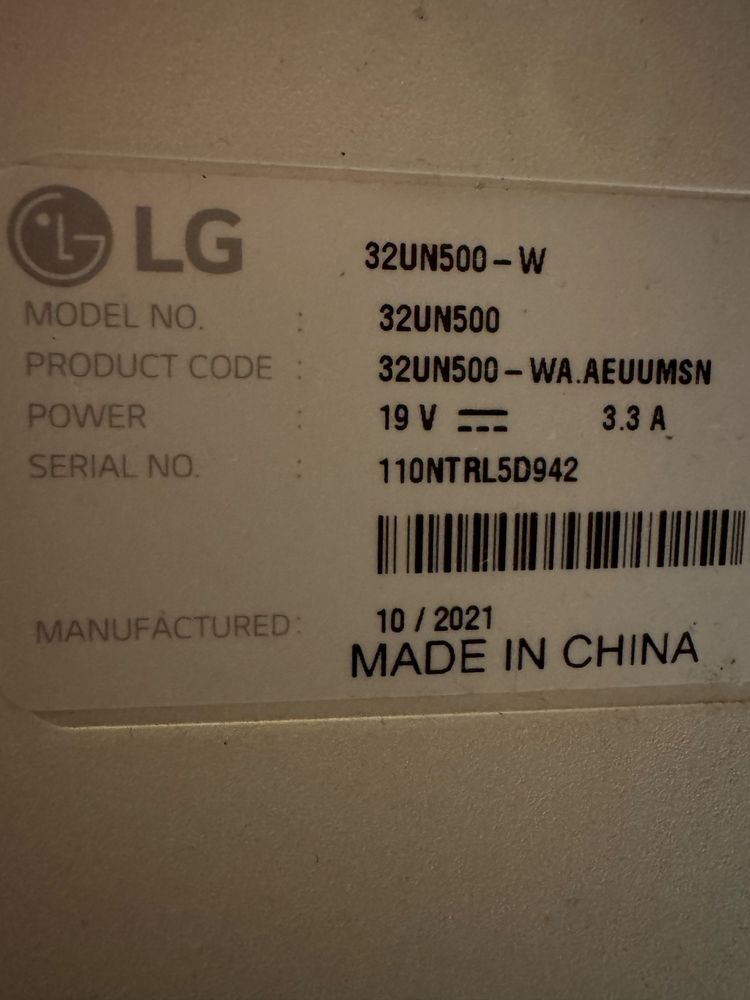 LG 32UN500-W
MODEL NO. : 32UN500
PRODUCT CODE : 32UN500-WA.AEUUMSN
POWER : 19 V ⎓ 3.3 A
SERIAL NO. : 110NTRL5D942
MANUFACTURED: 10 / 2021
MADE IN CHINA